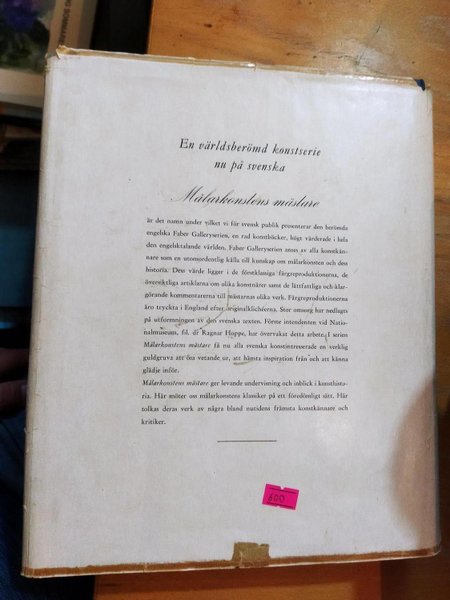 En världsberömd konstserie
nu på svenska
Målarkonstens mästare
är det namn under vilket vi för svensk publik presenterar den berömda
engelska Faber Galleryserien, en rad konstböcker, högt värderade i hela
den engelsktalande världen. Faber Galleryserien anses av alla konstkän-
nare som en utomordentlig källa till kunskap om målarkonsten och dess
historia. Dess värde ligger i de förstklassiga färgreproduktionerna, de
översiktliga artiklarna om olika konstnärer samt de lättfattliga och klar-
görande kommentarerna till mästarnas olika verk. Färgreproduktionerna
äro tryckta i England efter originalklichéerna. Stor omsorg har nedlagts
på utformningen av den svenska texten. Förste intendenten vid Natio-
nalmuseum, fil. dr Ragnar Hoppe, har övervakat detta arbete. I serien
Målarkonstens mästare få nu alla svenska konstintresserade en verklig
guldgruva att ösa vetande ur, att hämta inspiration från och att känna
glädje inför.
Målarkonstens mästare ger levande undervisning och inblick i konsthisto-
ria. Här möter oss målarkonstens klassiker på ett föredömligt sätt. Här
tolkas deras verk av några bland nutidens främsta konstkännare och
kritiker.
600